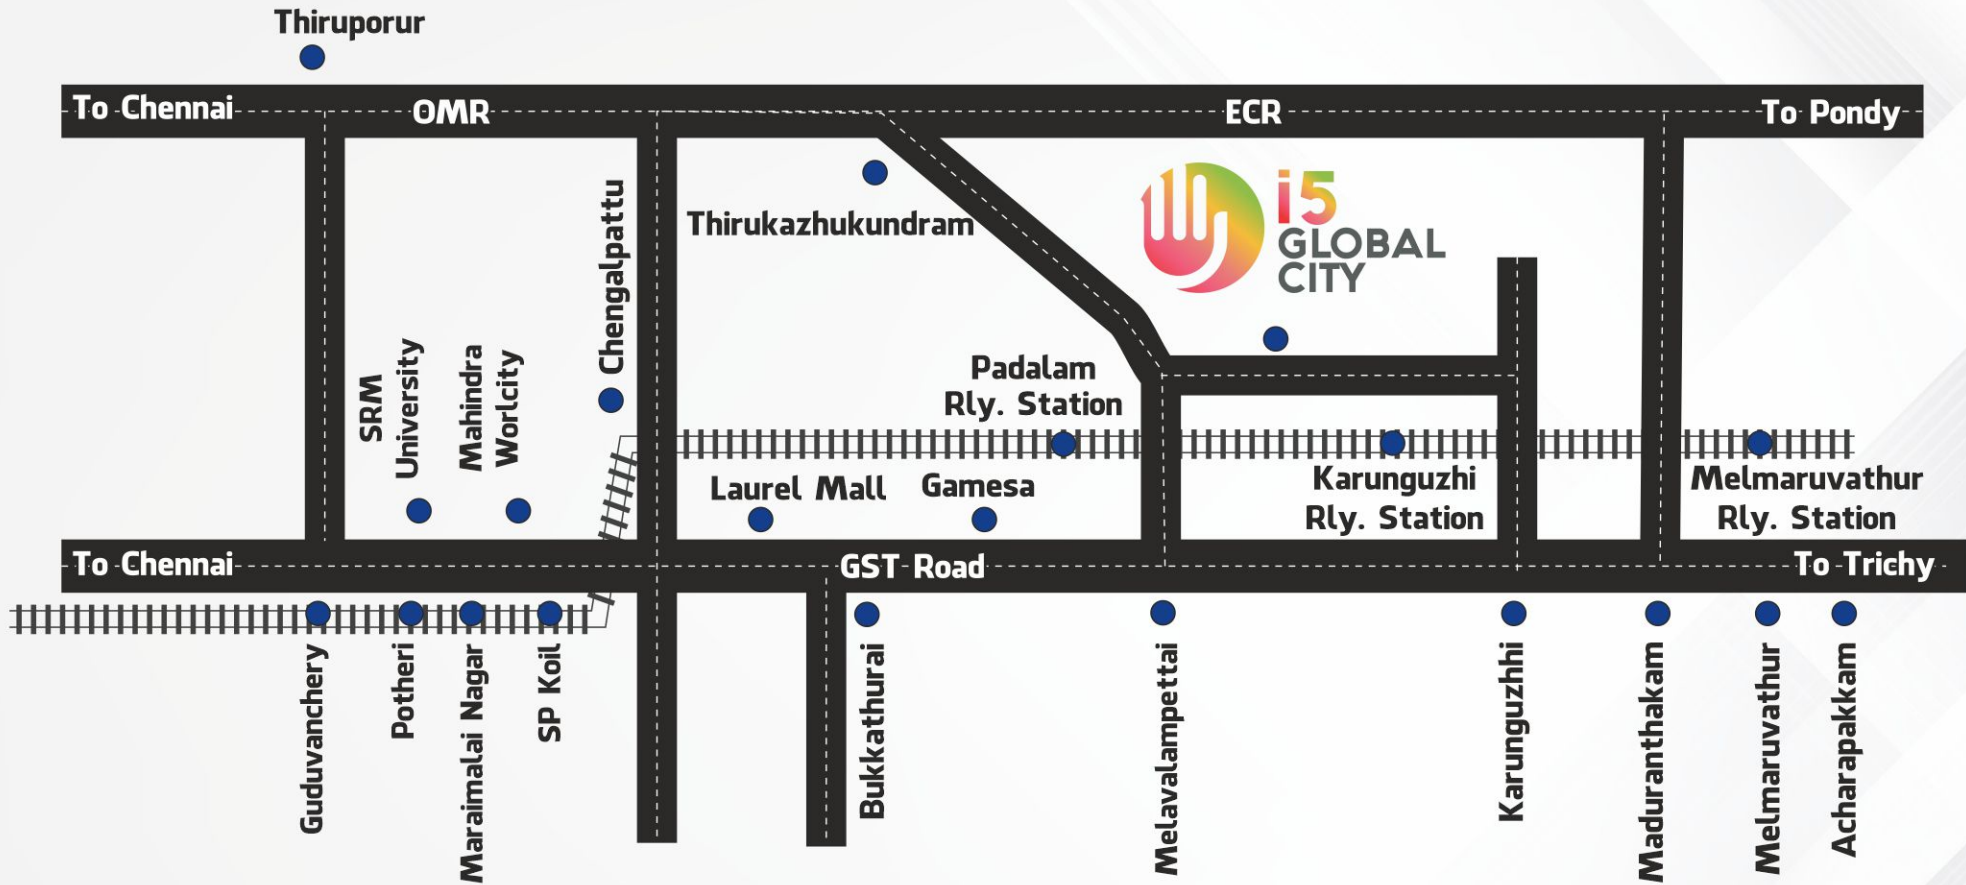 Thiruporur
To Chennai
OMR
ECR
To Pondy
Thirukazhukundram
i5
GLOBAL
CITY
Chengalpattu
SRM
University
Mahindra
Worlcity
Padalam
Rly. Station
Laurel Mall
Gamesa
Karunguzhi
Rly. Station
Melmaruvathur
Rly. Station
To Chennai
GST Road
To Trichy
Guduvanchery
Potheri
Maraimalai Nagar
SP Koil
Bukkathurai
Melavalampettai
Karunguzhhi
Maduranthakam
Melmaruvathur
Acharapakkam